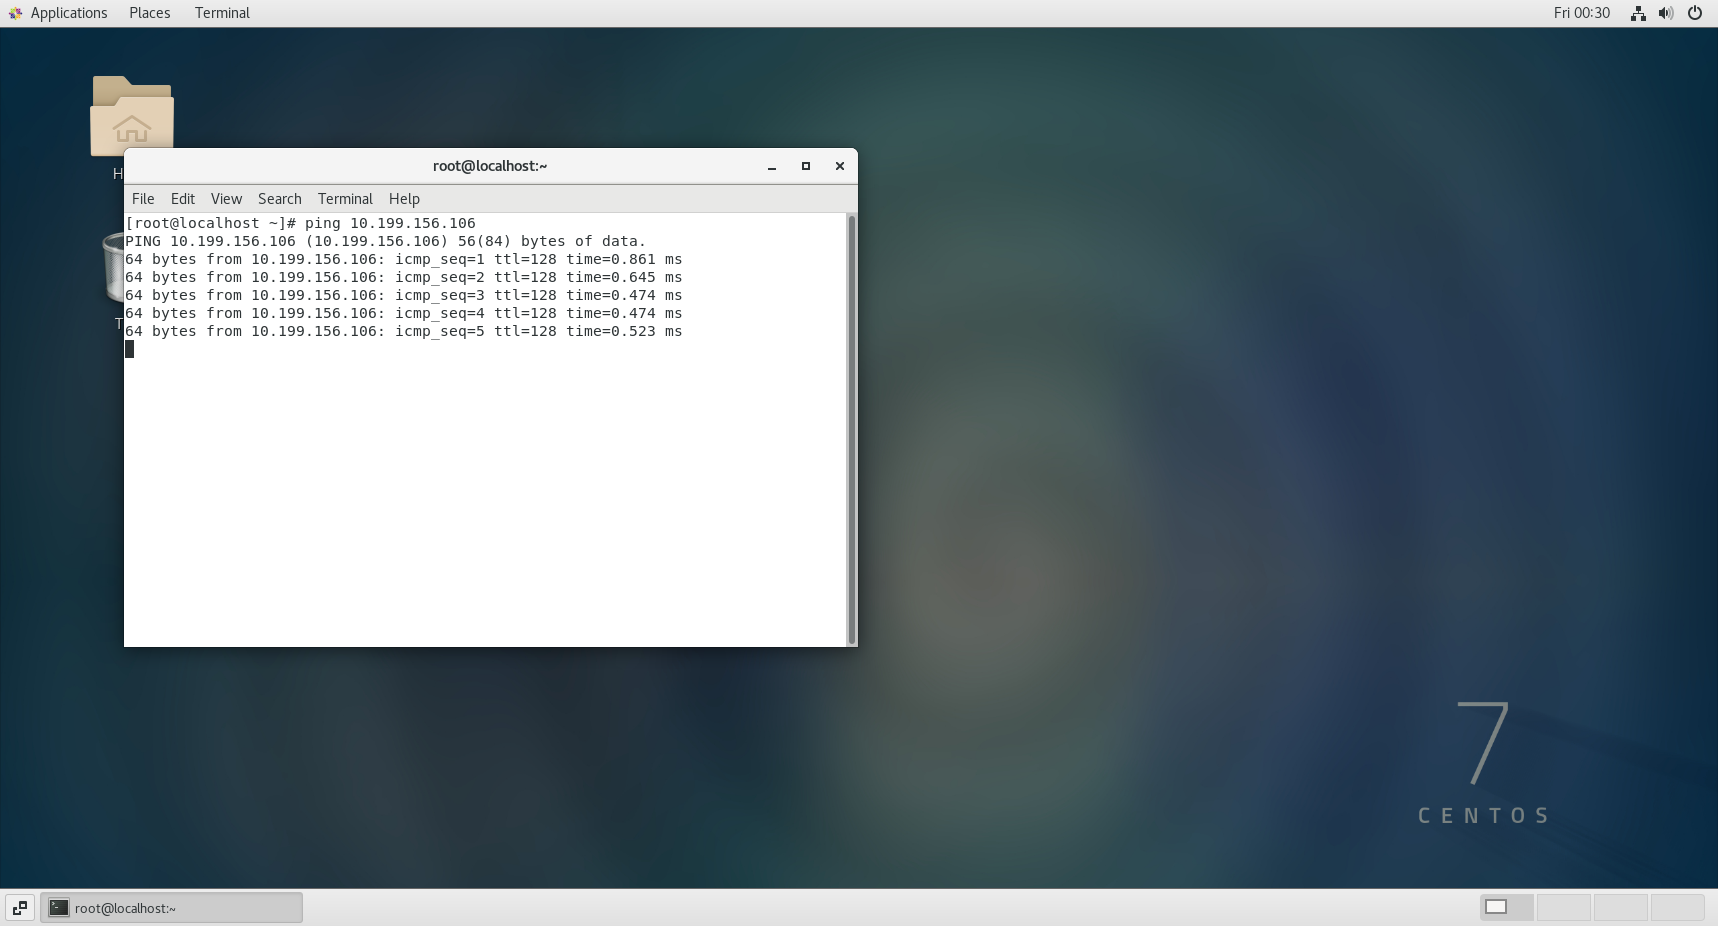 Applications Places Terminal Fri 00:30
root@localhost:~
File Edit View Search Terminal Help
[root@localhost ~]# ping 10.199.156.106
PING 10.199.156.106 (10.199.156.106) 56(84) bytes of data.
64 bytes from 10.199.156.106: icmp_seq=1 ttl=128 time=0.861 ms
64 bytes from 10.199.156.106: icmp_seq=2 ttl=128 time=0.645 ms
64 bytes from 10.199.156.106: icmp_seq=3 ttl=128 time=0.474 ms
64 bytes from 10.199.156.106: icmp_seq=4 ttl=128 time=0.474 ms
64 bytes from 10.199.156.106: icmp_seq=5 ttl=128 time=0.523 ms
7
CENTOS
root@localhost:~